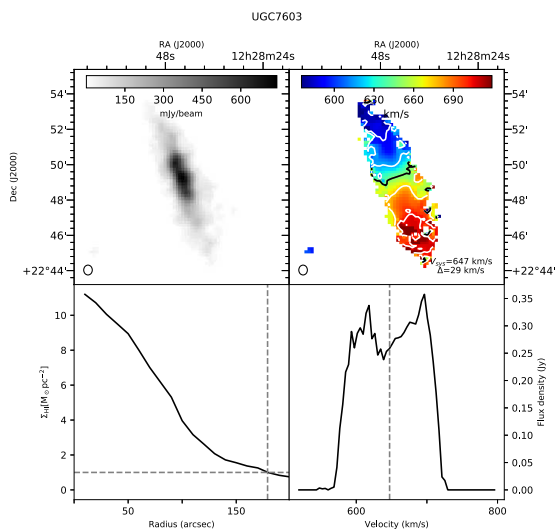 UGC7603
RA (J2000)
RA (J2000)
48s
12h28m24s
48s
12h28m24s
54'
52'
50'
48'
46'
+22°44'
Dec (J2000)
150
300
450
600
mJy/beam
600
630
660
690
km/s
54'
52'
50'
48'
46'
+22°44'
V_sys=647 km/s
Δ=29 km/s
10
8
6
4
2
0
Σ_HI[M_⊙pc⁻²]
50
150
Radius (arcsec)
0,35
0,30
0,25
0,20
0,15
0,10
0,05
0,00
Flux density (Jy)
600
700
800
Velocity (km/s)